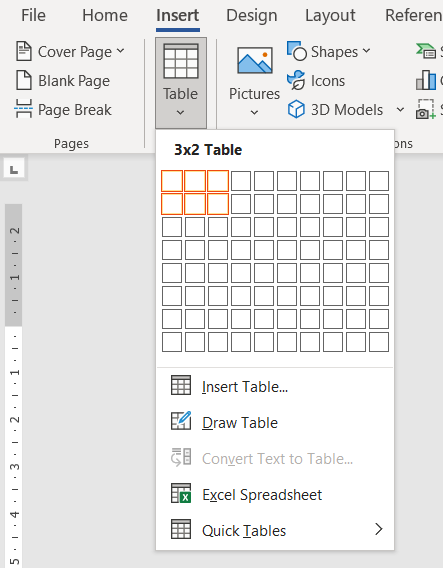 File Home Insert Design Layout Referen
Cover Page
Blank Page
Page Break
Pages
Table
Pictures
Shapes
Icons
3D Models
3x2 Table
Insert Table...
Draw Table
Convert Text to Table...
Excel Spreadsheet
Quick Tables
2
1
1
2
3
4
5